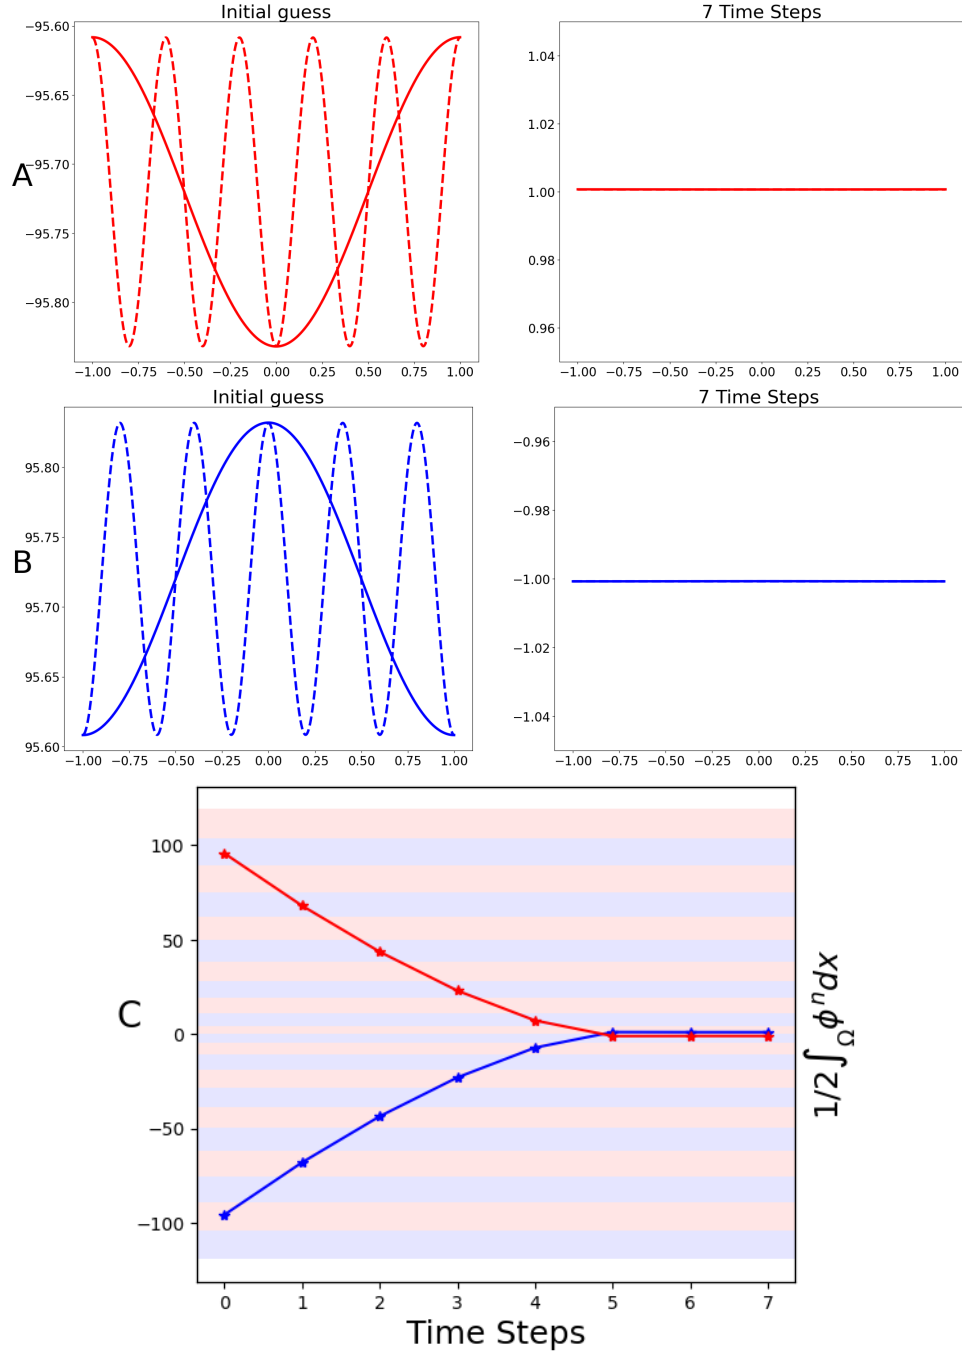 Initial guess
7 Time Steps
A
−95.60
−95.65
−95.70
−95.75
−95.80
−1.00 −0.75 −0.50 −0.25 0.00 0.25 0.50 0.75 1.00
1.04
1.02
1.00
0.98
0.96
−1.00 −0.75 −0.50 −0.25 0.00 0.25 0.50 0.75 1.00
Initial guess
7 Time Steps
B
95.80
95.75
95.70
95.65
95.60
−1.00 −0.75 −0.50 −0.25 0.00 0.25 0.50 0.75 1.00
−0.96
−0.98
−1.00
−1.02
−1.04
−1.00 −0.75 −0.50 −0.25 0.00 0.25 0.50 0.75 1.00
C
100
50
0
−50
−100
0 1 2 3 4 5 6 7
Time Steps
1/2∫_Ω ϕⁿdx